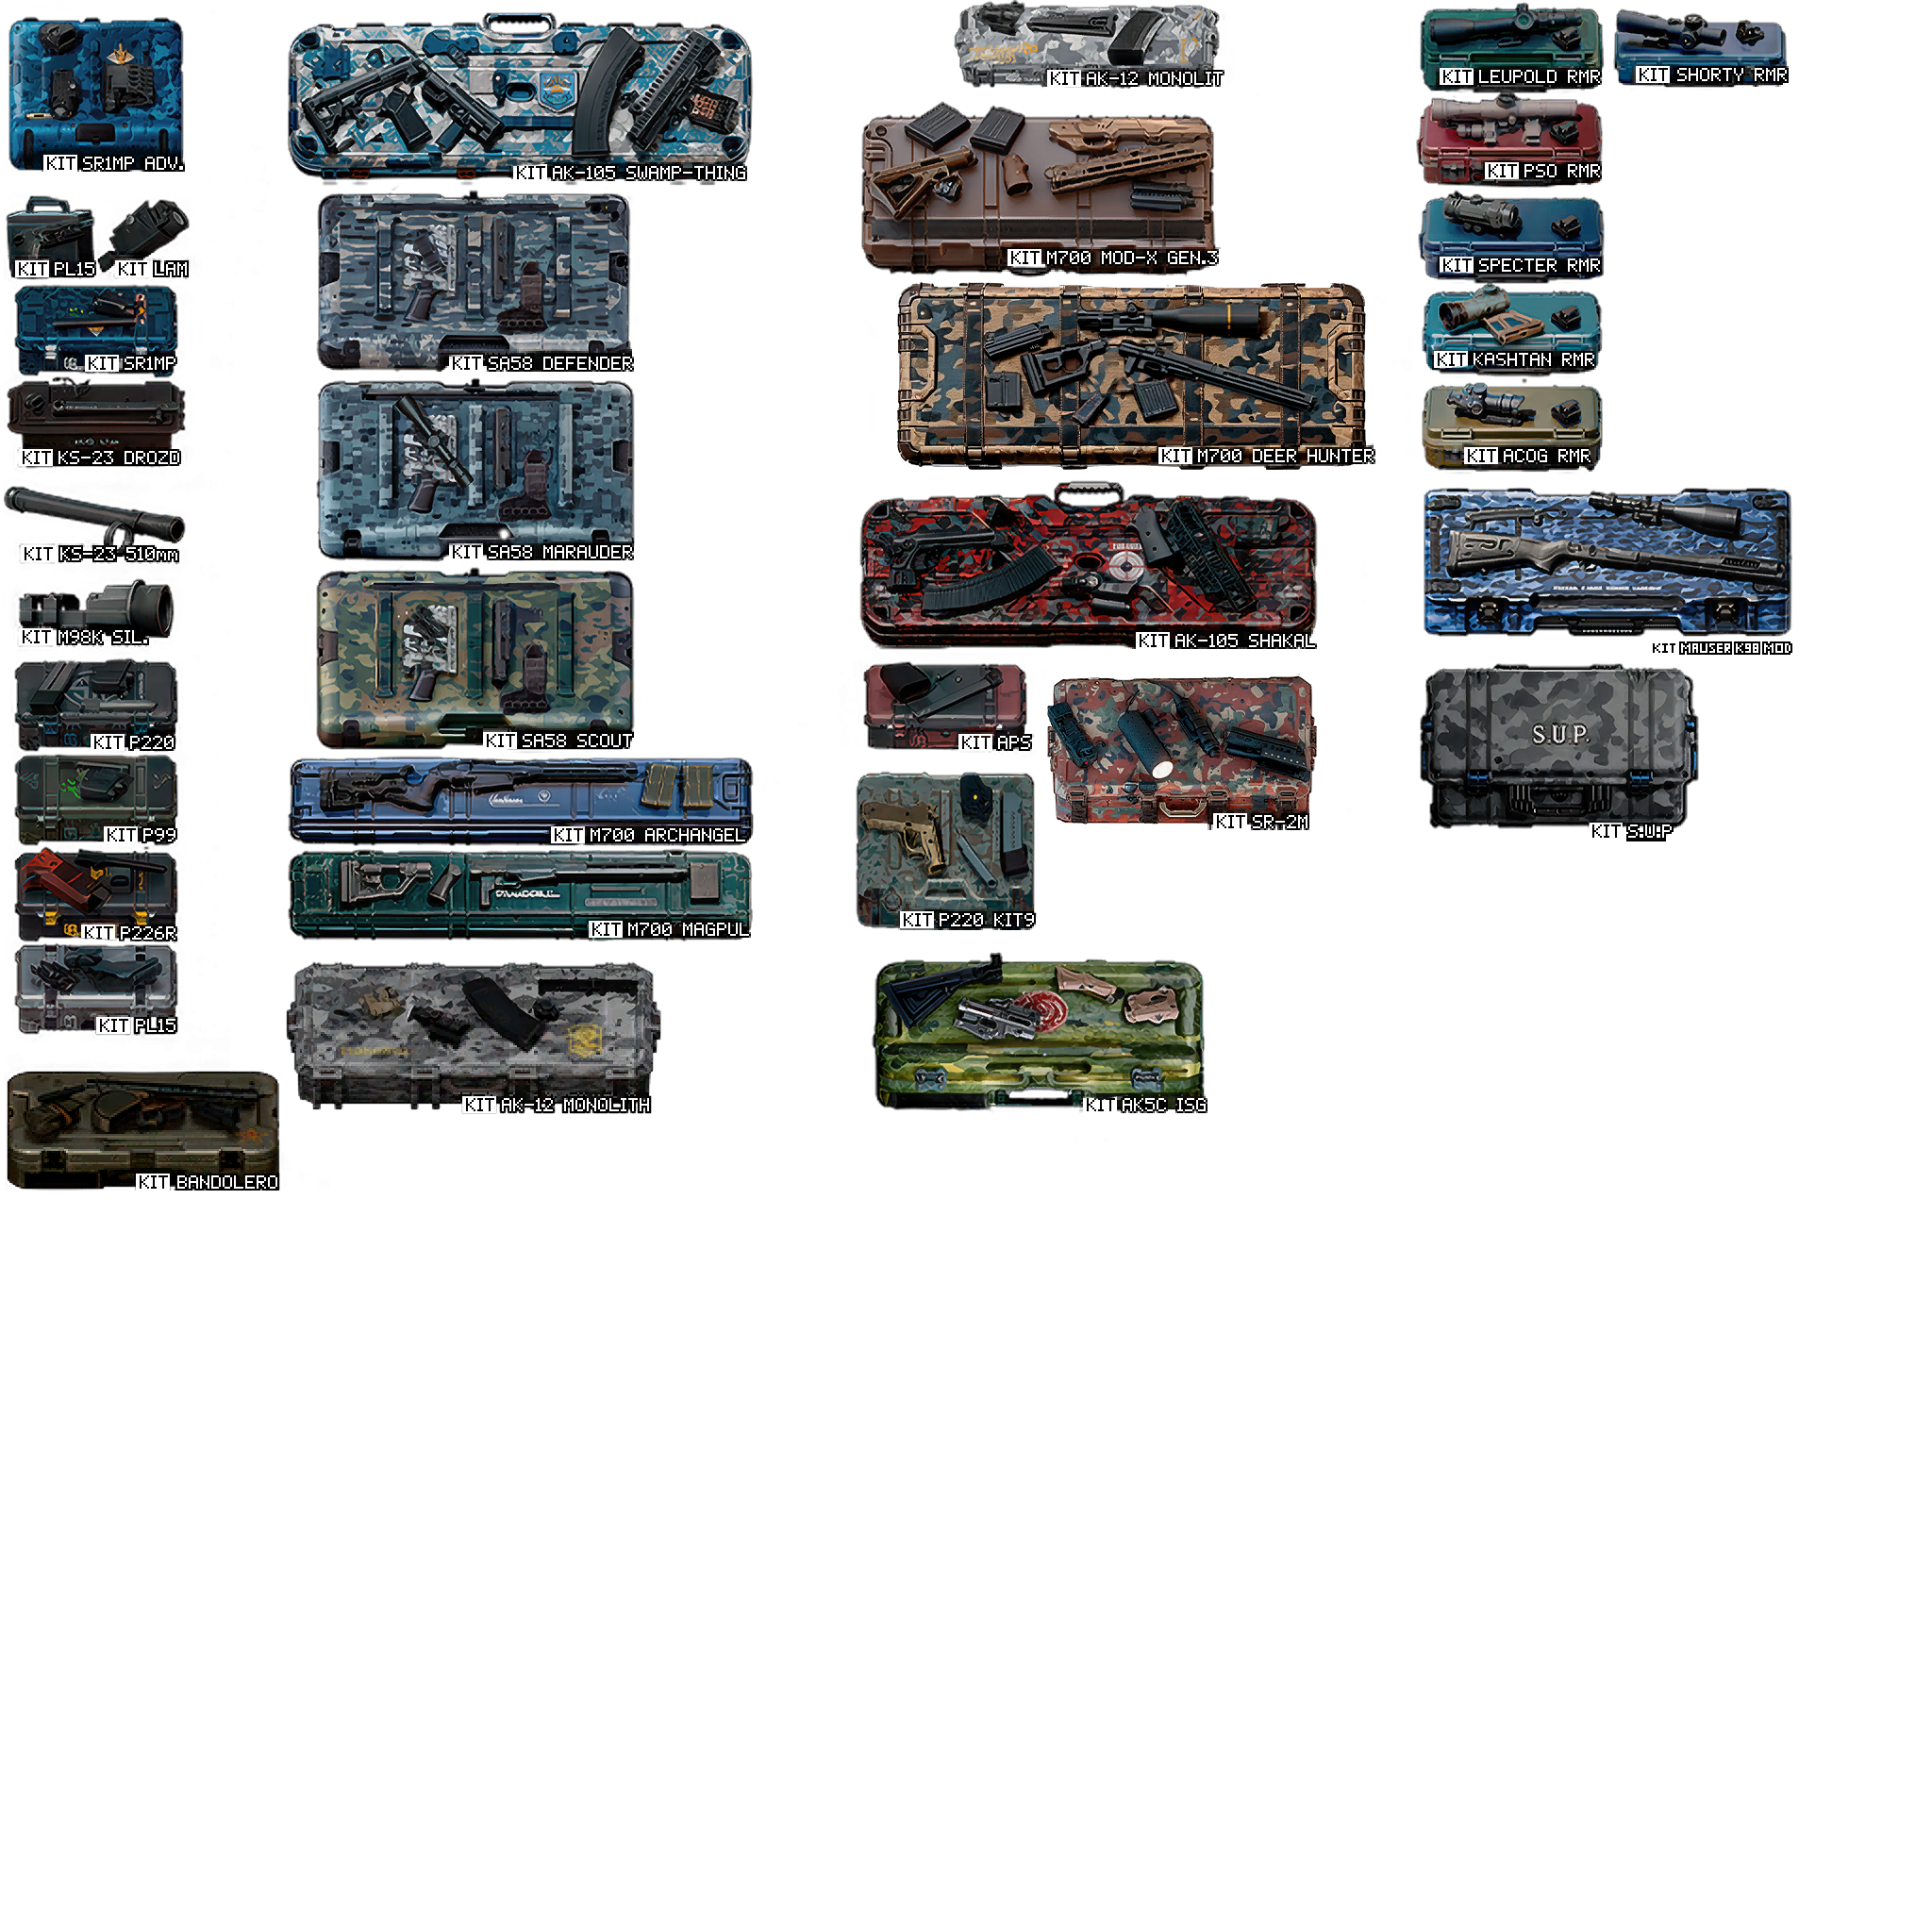 KIT SR1MP ADV.
KIT PL15
KIT LAM
KIT SR1MP
KIT KS-23 DROZD
KIT KS-23 510mm
KIT M98K SIL.
KIT P220
KIT P99
KIT P226R
KIT PL15
KIT BANDOLERO
KIT AK-105 SWAMP-THING
KIT SA58 DEFENDER
KIT SA58 MARAUDER
KIT SA58 SCOUT
KIT M700 ARCHANGEL
KIT M700 MAGPUL
KIT AK-12 MONOLITH
KIT AK-12 MONOLIT
KIT M700 MOD-X GEN.3
KIT M700 DEER HUNTER
KIT AK-105 SHAKAL
KIT APS
KIT SR-2M
KIT P220 KIT9
KIT AK5C ISG
KIT LEUPOLD RMR
KIT SHORTY RMR
KIT PSO RMR
KIT SPECTER RMR
KIT KASHTAN RMR
KIT ACOG RMR
KIT MAUSER K98 MOD
S.U.P.
KIT S.U.P